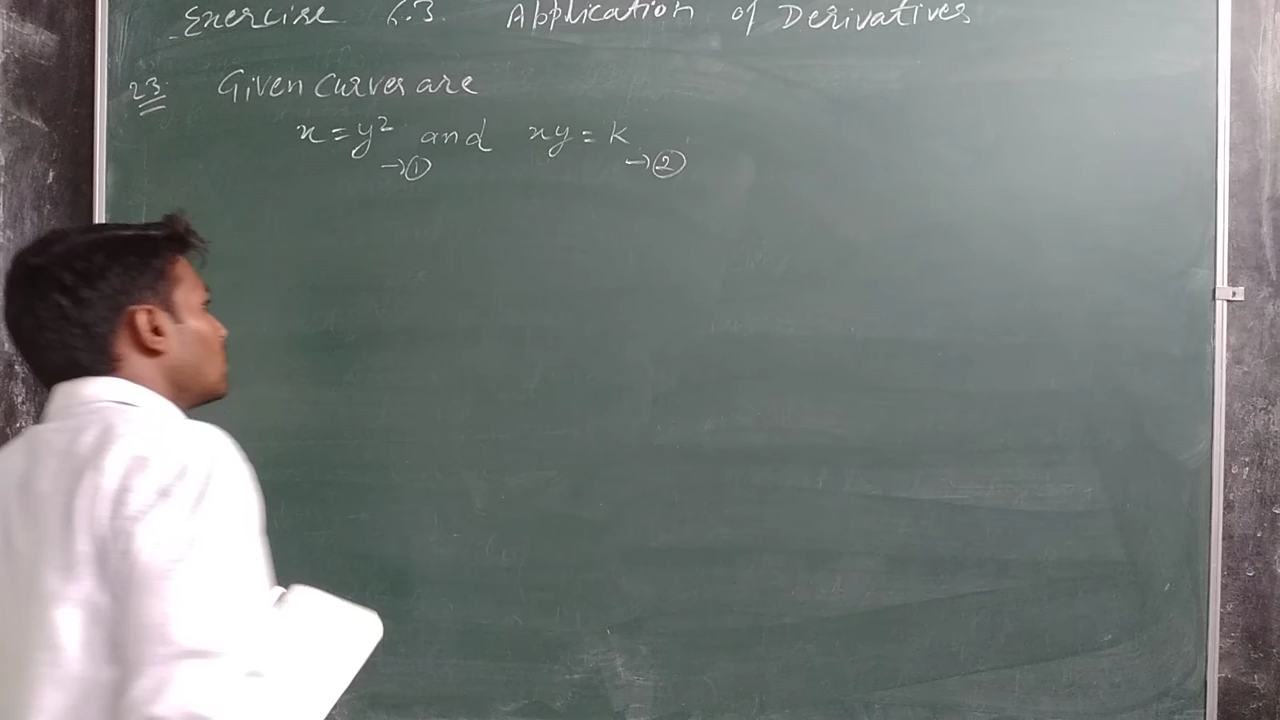 Exercise 6.3 Application of Derivatives
23. Given curves are
x = y² and xy = k
→① →②